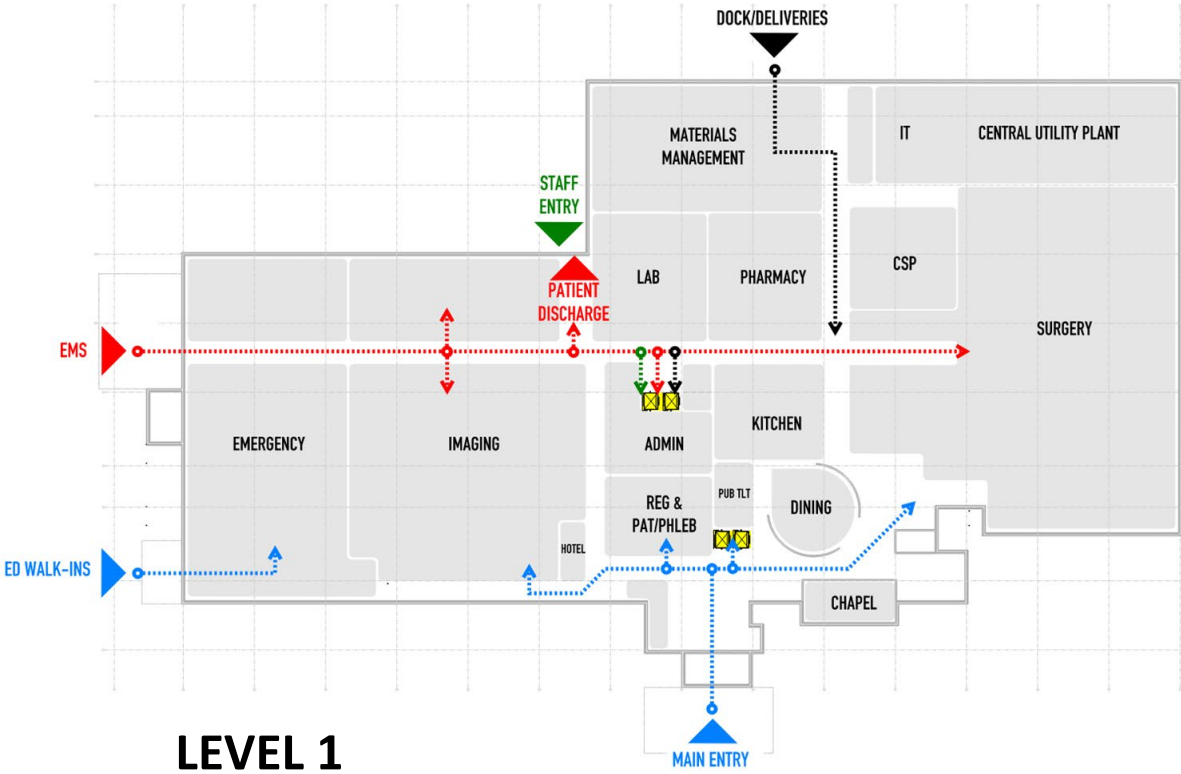 DOCK/DELIVERIES
MATERIALS
MANAGEMENT
IT
CENTRAL UTILITY PLANT
STAFF
ENTRY
LAB
PHARMACY
CSP
PATIENT
DISCHARGE
SURGERY
EMS
EMERGENCY
IMAGING
ADMIN
KITCHEN
REG &
PAT/PHLEB
PUB TLT
DINING
HOTEL
ED WALK-INS
CHAPEL
MAIN ENTRY
LEVEL 1